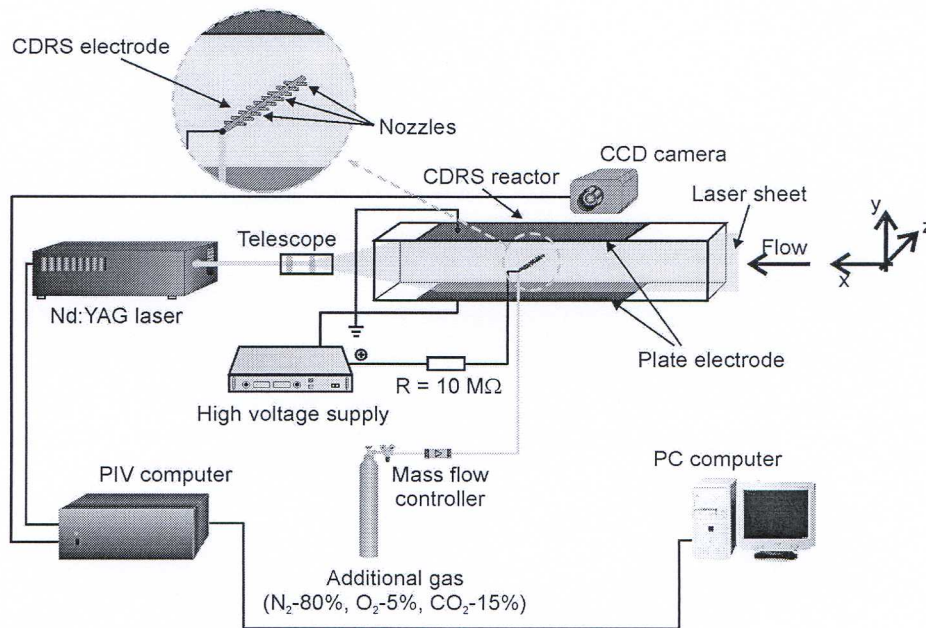 CDRS electrode
Nozzles
CCD camera
CDRS reactor
Laser sheet
Telescope
y
z
Flow
x
Nd:YAG laser
Plate electrode
⊕
R = 10 MΩ
High voltage supply
PIV computer
Mass flow
controller
PC computer
Additional gas
(N₂-80%, O₂-5%, CO₂-15%)